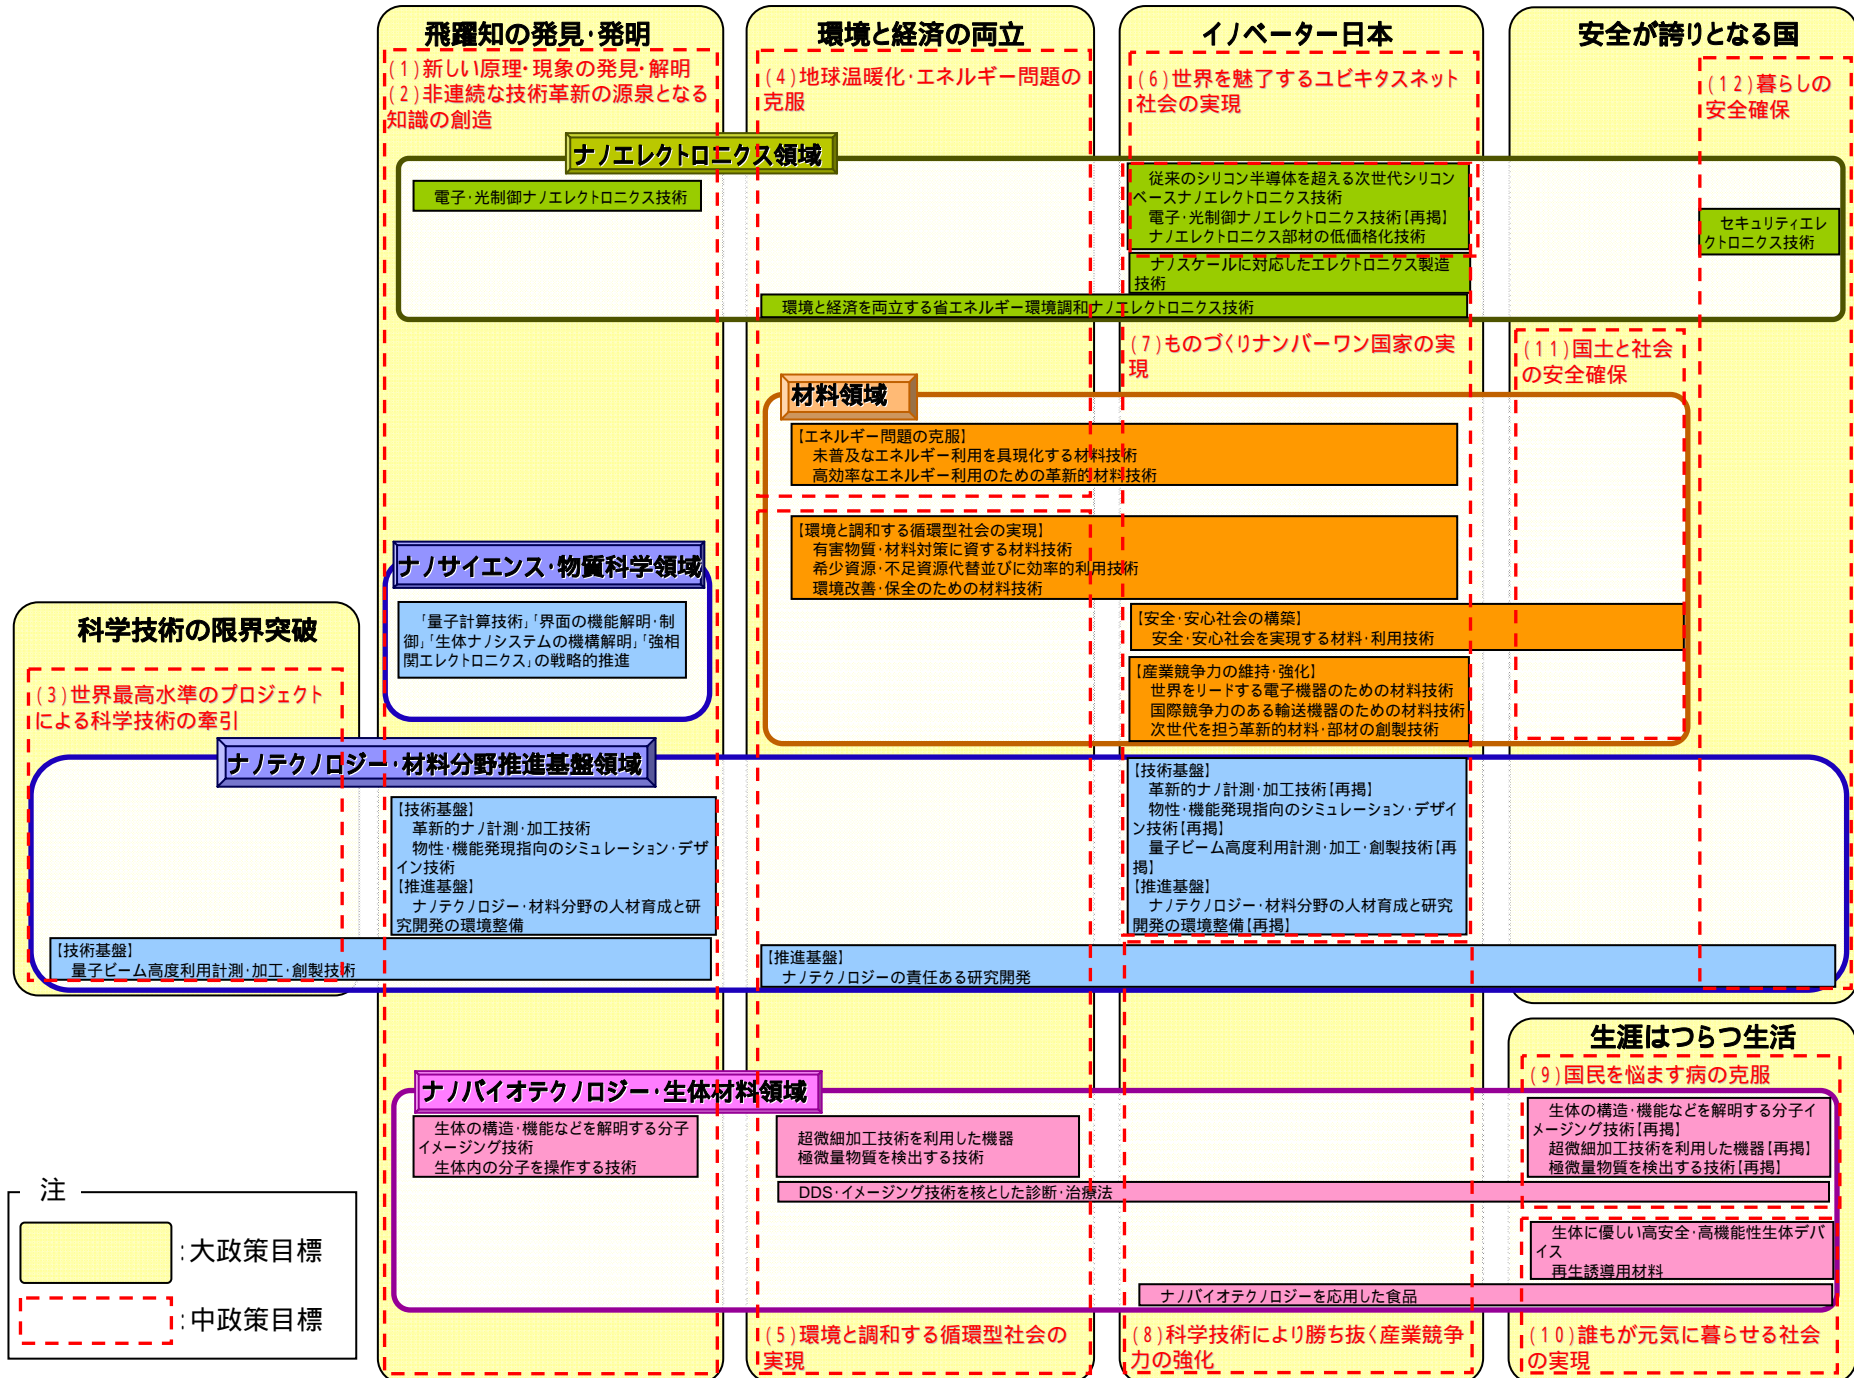 飛躍知の発見・発明
環境と経済の両立
イノベーター日本
安全が誇りとなる国
(1)新しい原理・現象の発見・解明
(2)非連続な技術革新の源泉となる
知識の創造
(4)地球温暖化・エネルギー問題の
克服
(6)世界を魅了するユビキタスネット
社会の実現
(12)暮らしの
安全確保
ナノエレクトロニクス領域
電子・光制御ナノエレクトロニクス技術
従来のシリコン半導体を超える次世代シリコン
ベースナノエレクトロニクス技術
電子・光制御ナノエレクトロニクス技術【再掲】
ナノエレクトロニクス部材の低価格化技術
ナノスケールに対応したエレクトロニクス製造
技術
セキュリティエレ
クトロニクス技術
環境と経済を両立する省エネルギー環境調和ナノエレクトロニクス技術
(7)ものづくりナンバーワン国家の実
現
(11)国土と社会
の安全確保
材料領域
【エネルギー問題の克服】
未普及なエネルギー利用を具現化する材料技術
高効率なエネルギー利用のための革新的材料技術
【環境と調和する循環型社会の実現】
有害物質・材料対策に資する材料技術
希少資源・不足資源代替並びに効率的利用技術
環境改善・保全のための材料技術
【安全・安心社会の構築】
安全・安心社会を実現する材料・利用技術
【産業競争力の維持・強化】
世界をリードする電子機器のための材料技術
国際競争力のある輸送機器のための材料技術
次世代を担う革新的材料・部材の創製技術
ナノサイエンス・物質科学領域
「量子計算技術」「界面の機能解明・制
御」「生体ナノシステムの機構解明」「強相
関エレクトロニクス」の戦略的推進
科学技術の限界突破
(3)世界最高水準のプロジェクト
による科学技術の牽引
ナノテクノロジー・材料分野推進基盤領域
【技術基盤】
革新的ナノ計測・加工技術
物性・機能発現指向のシミュレーション・デザ
イン技術
【推進基盤】
ナノテクノロジー・材料分野の人材育成と研
究開発の環境整備
【技術基盤】
革新的ナノ計測・加工技術【再掲】
物性・機能発現指向のシミュレーション・デザイ
ン技術【再掲】
量子ビーム高度利用計測・加工・創製技術【再
掲】
【推進基盤】
ナノテクノロジー・材料分野の人材育成と研究
開発の環境整備【再掲】
【技術基盤】
量子ビーム高度利用計測・加工・創製技術
【推進基盤】
ナノテクノロジーの責任ある研究開発
生涯はつらつ生活
(9)国民を悩ます病の克服
ナノバイオテクノロジー・生体材料領域
生体の構造・機能などを解明する分子
イメージング技術
生体内の分子を操作する技術
超微細加工技術を利用した機器
極微量物質を検出する技術
生体の構造・機能などを解明する分子イ
メージング技術【再掲】
超微細加工技術を利用した機器【再掲】
極微量物質を検出する技術【再掲】
DDS・イメージング技術を核とした診断・治療法
生体に優しい高安全・高機能性生体デバ
イス
再生誘導用材料
ナノバイオテクノロジーを応用した食品
(5)環境と調和する循環型社会の
実現
(8)科学技術により勝ち抜く産業競争
力の強化
(10)誰もが元気に暮らせる社会
の実現
注
:大政策目標
:中政策目標